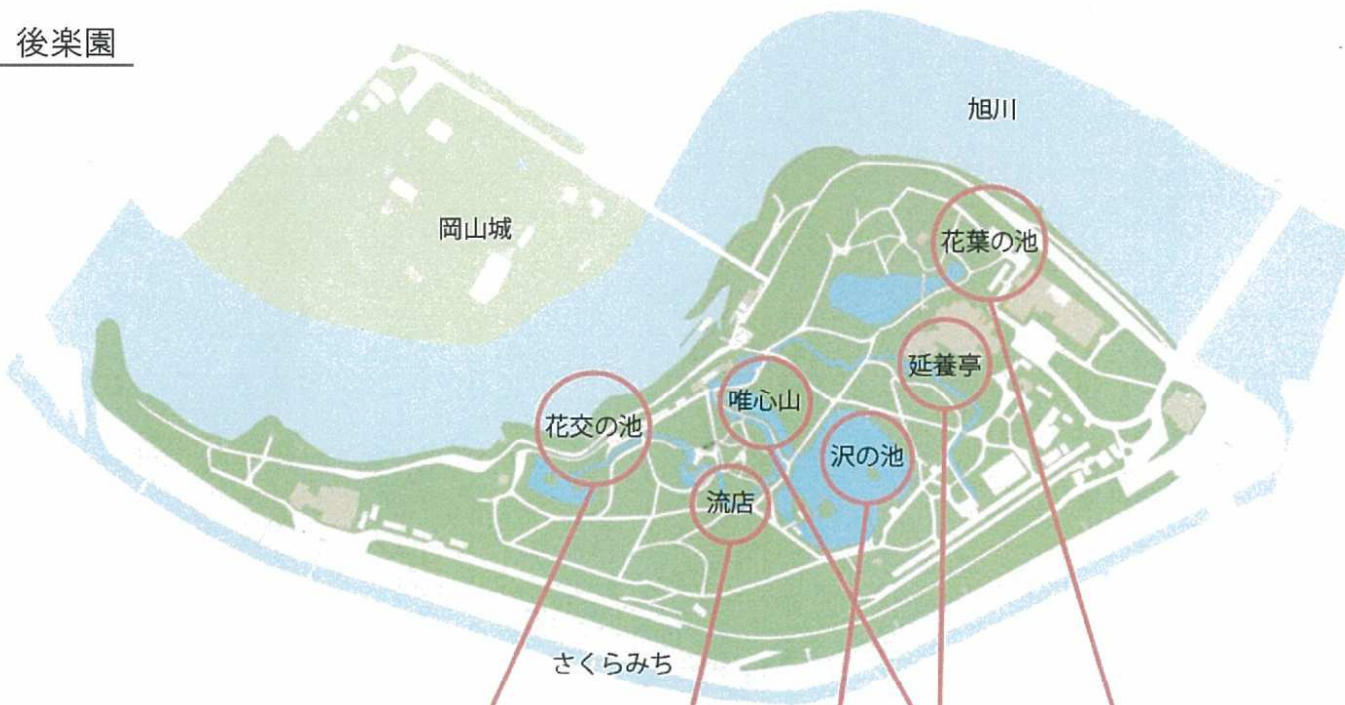 後楽園
旭川
岡山城
花葉の池
延養亭
唯心山
花交の池
沢の池
流店
さくらみち